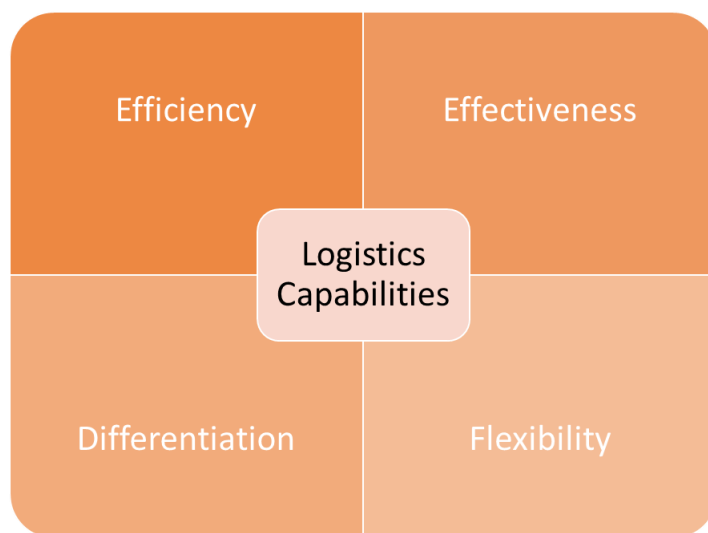 Efficiency
Effectiveness
Logistics
Capabilities
Differentiation
Flexibility